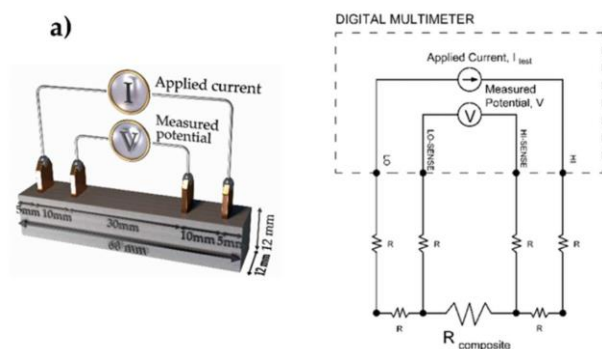 a)
I
Applied current
V
Measured
potential
5mm
10mm
30mm
10mm
5mm
60 mm
12 mm
12 mm
DIGITAL MULTIMETER
Applied Current, I test
Measured
Potential, V
V
LO
LO-SENSE
HI-SENSE
HI
R
R
R
R
R
R
R composite